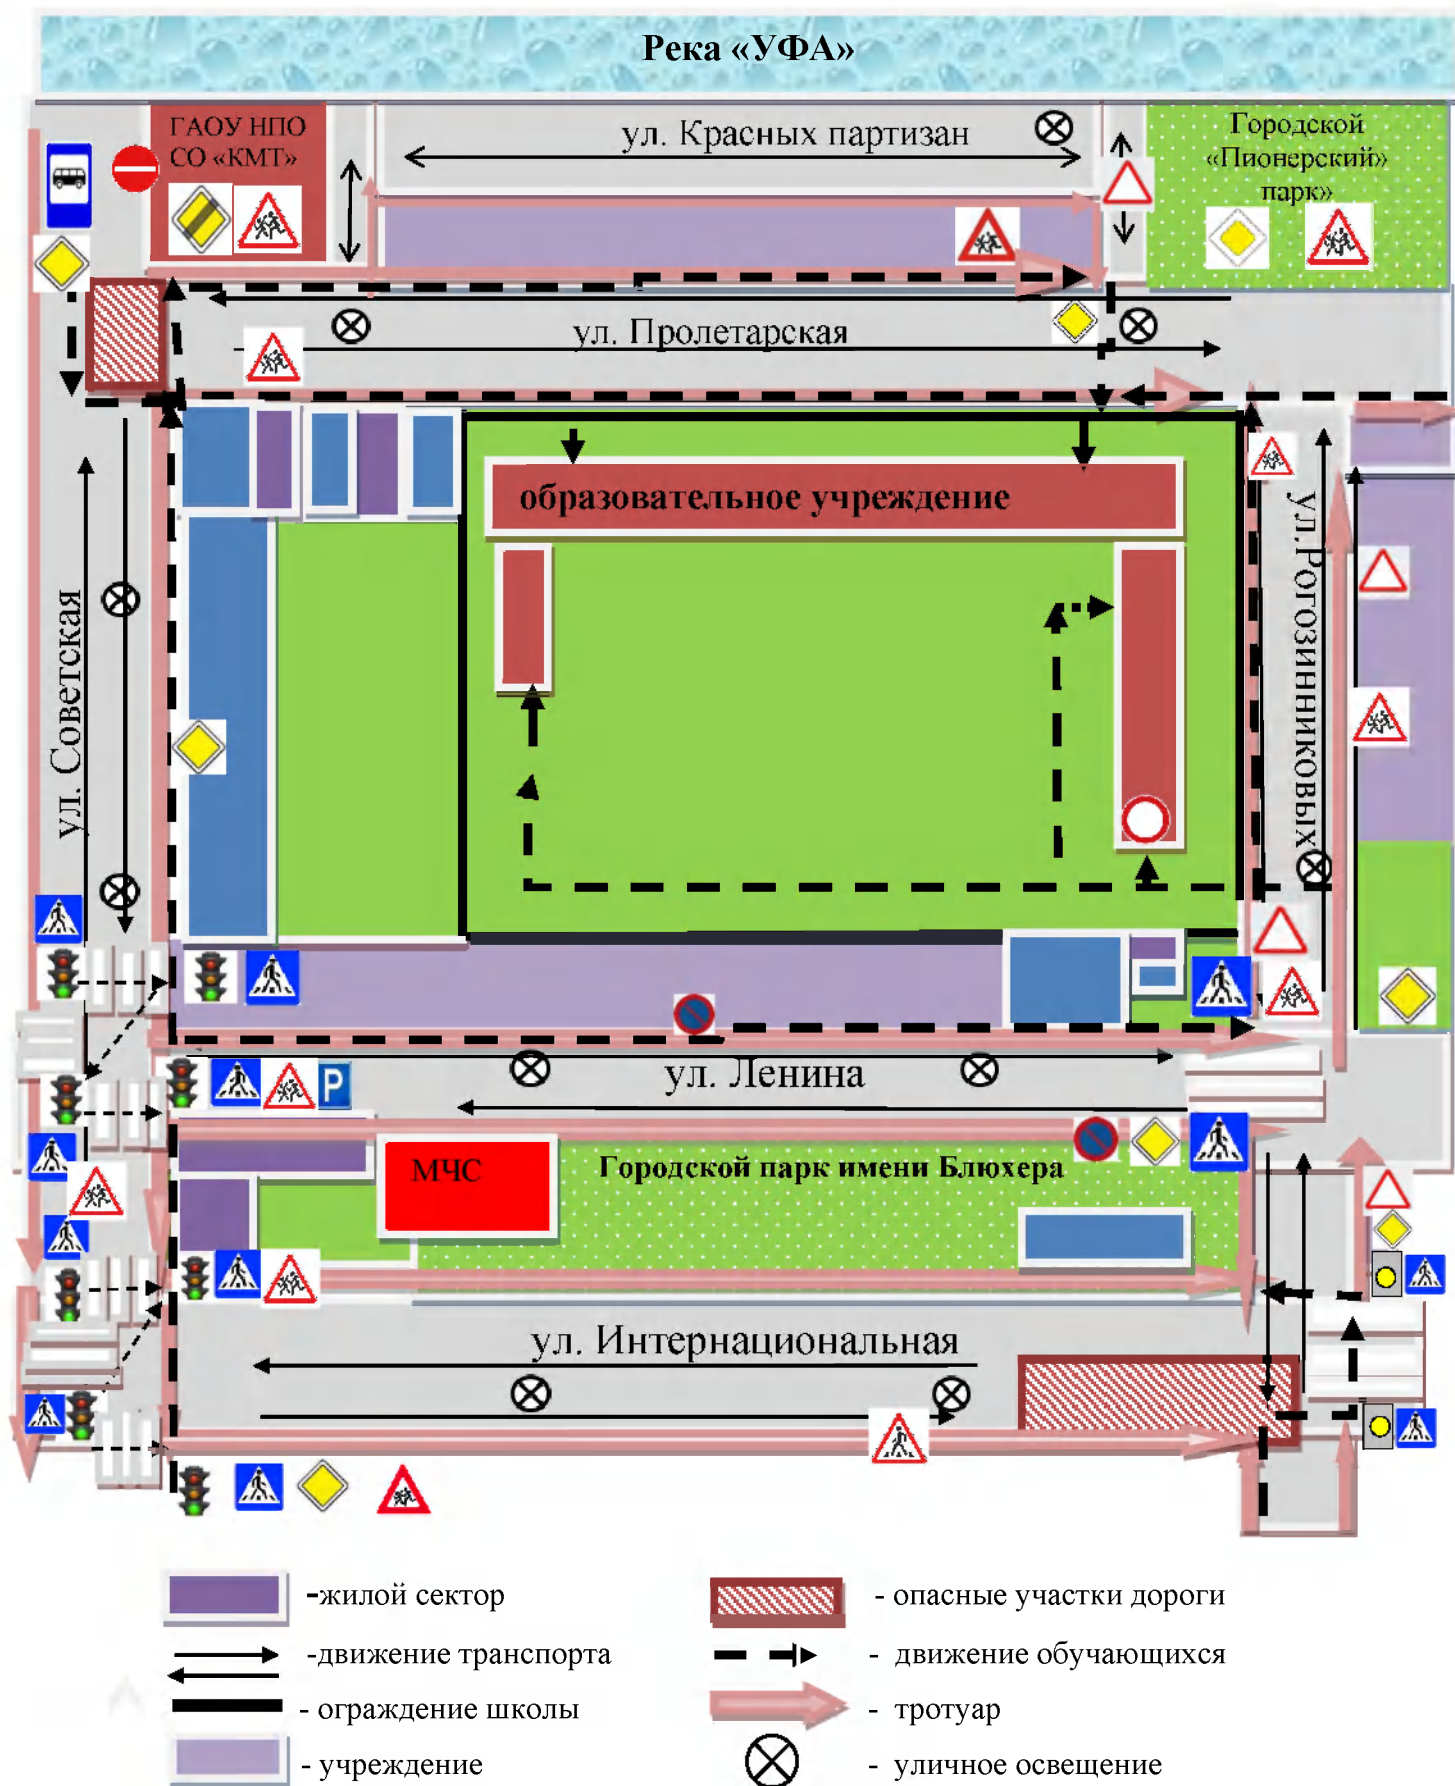 Река «УФА»
ГАОУ НПО
СО «КМТ»
ул. Красных партизан
Городской
«Пионерский»
парк»
ул. Пролетарская
образовательное учреждение
ул. Советская
ул.Рогозинниковых
P
ул. Ленина
МЧС
Городской парк имени Блюхера
ул. Интернациональная
-жилой сектор
- опасные участки дороги
-движение транспорта
- движение обучающихся
- ограждение школы
- тротуар
- учреждение
- уличное освещение